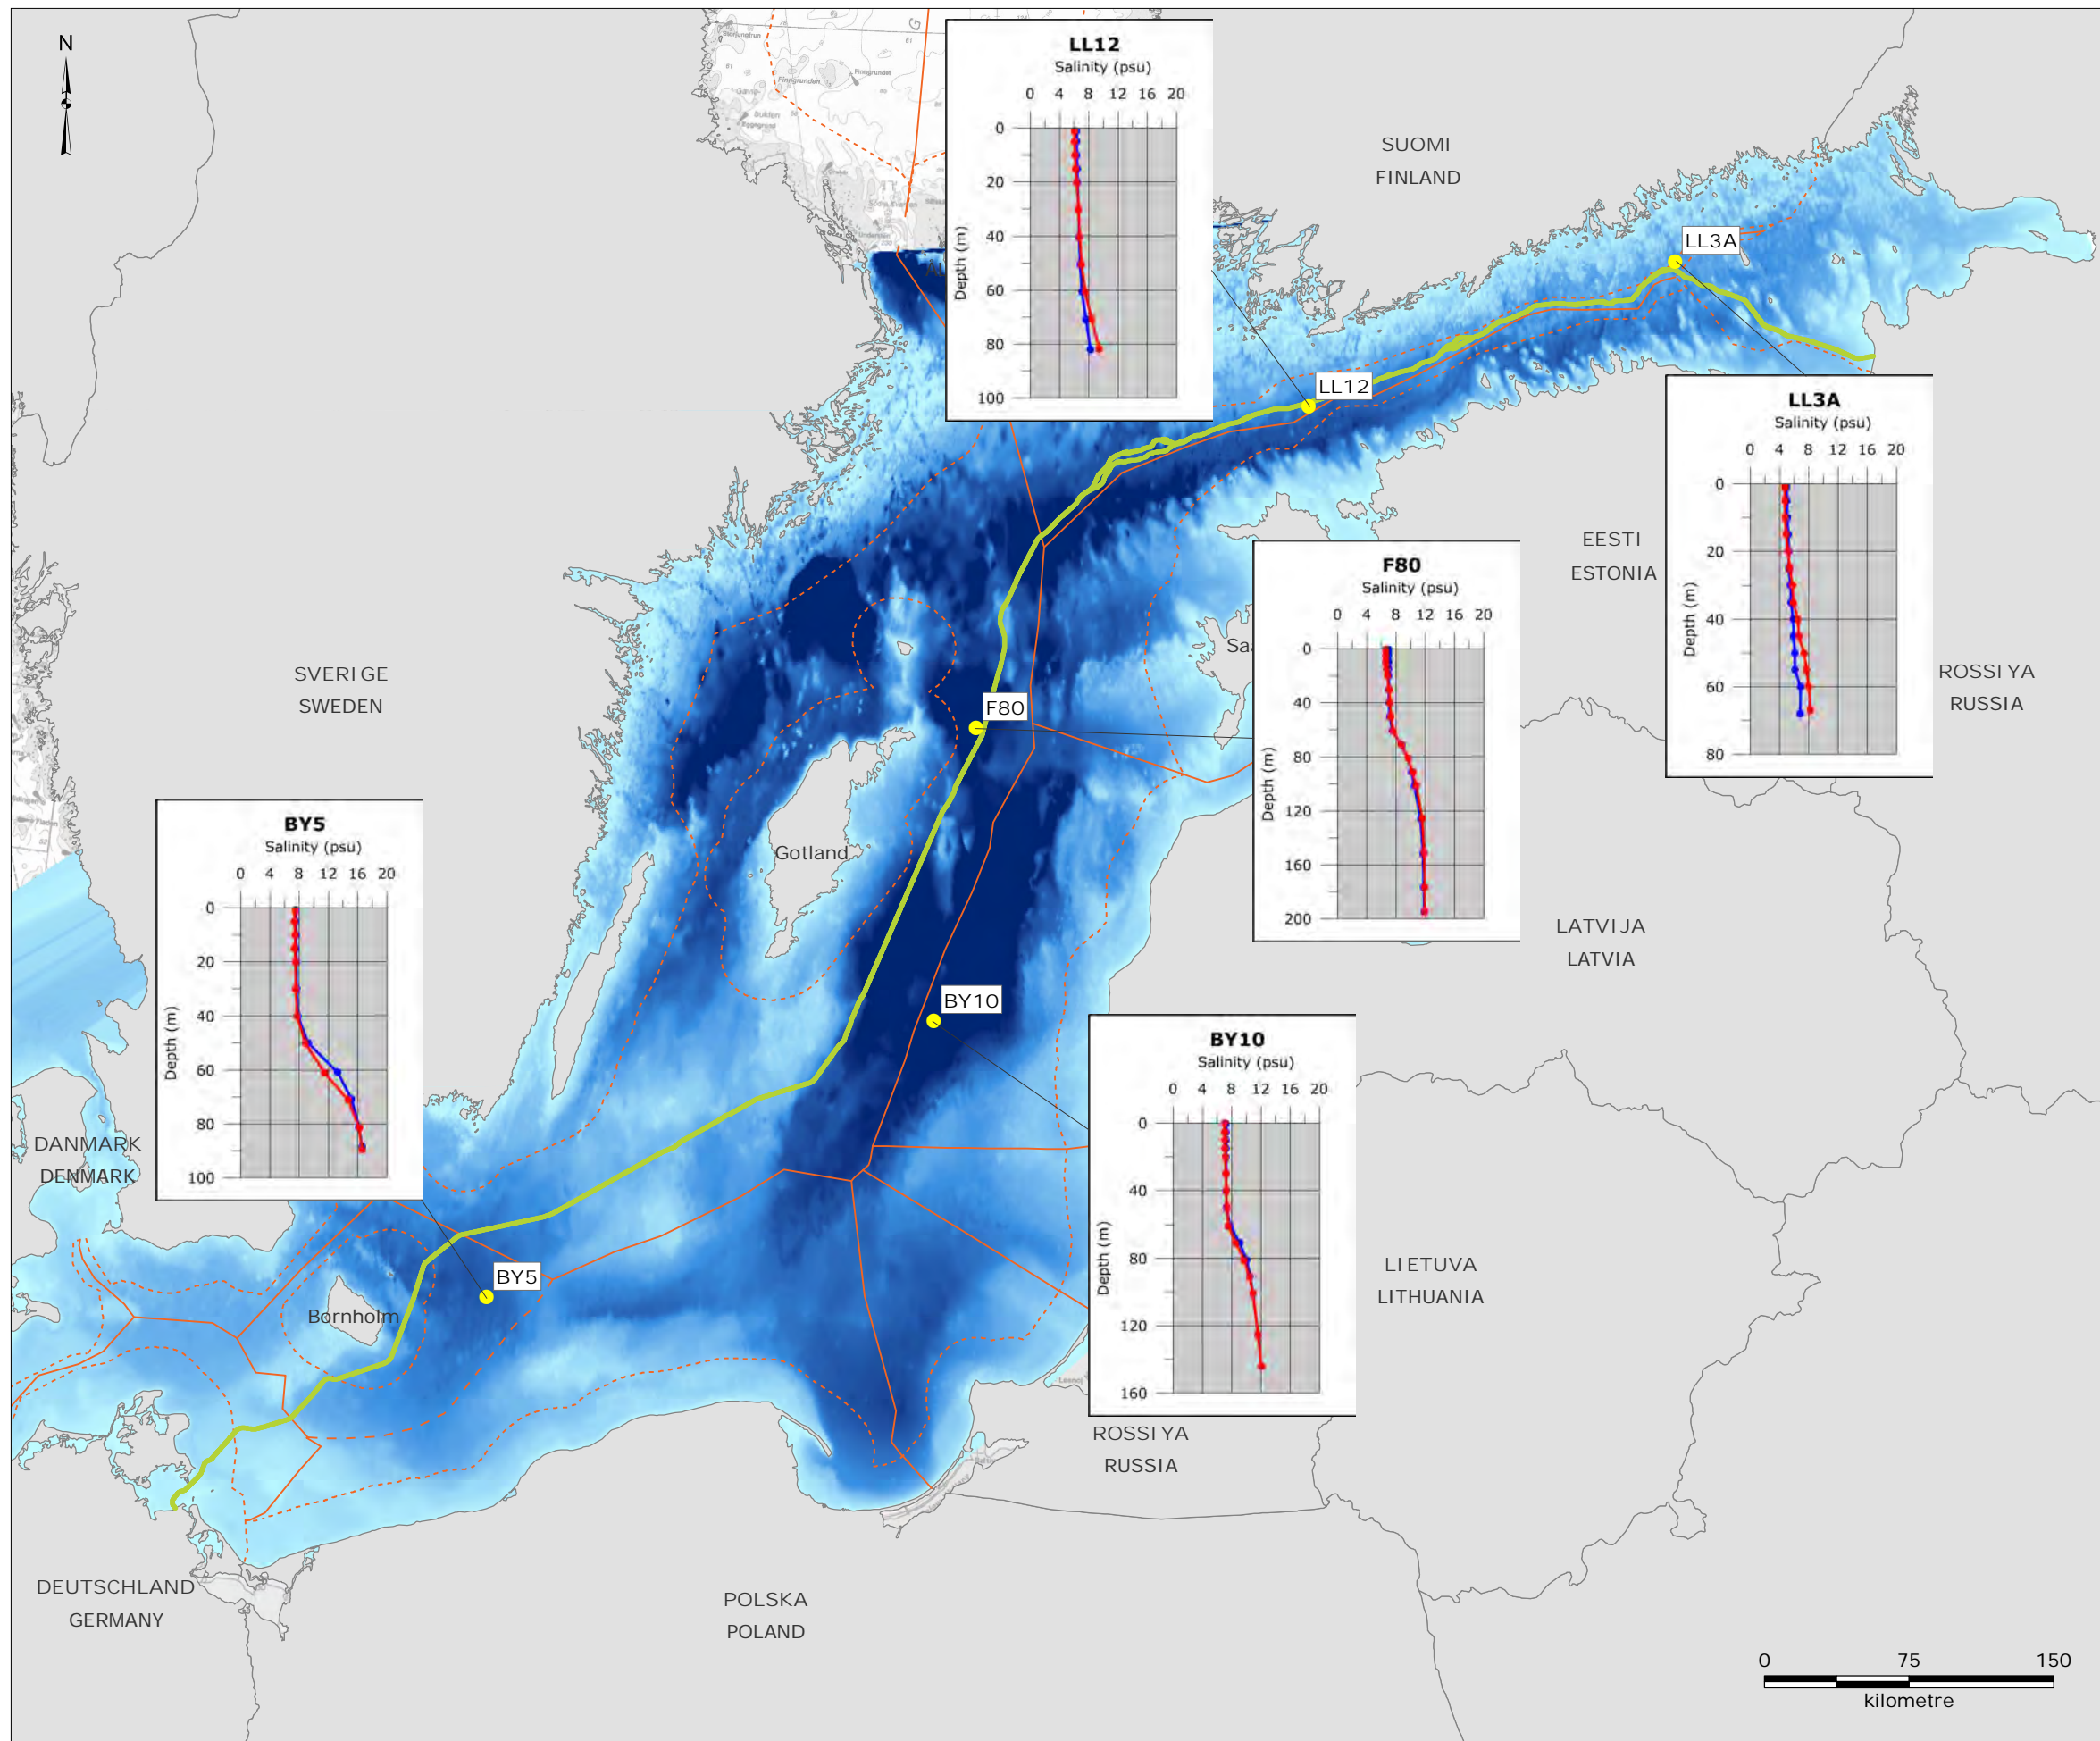 N
LL12
Salinity (psu)
0 4 8 12 16 20
Depth (m)
0
20
40
60
80
100
SUOMI
FINLAND
LL3A
LL12
LL3A
Salinity (psu)
0 4 8 12 16 20
Depth (m)
0
20
40
60
80
EESTI
ESTONIA
F80
Salinity (psu)
0 4 8 12 16 20
Depth (m)
0
40
80
120
160
200
Saa
ROSSIYA
RUSSIA
SVERIGE
SWEDEN
F80
BY5
Salinity (psu)
0 4 8 12 16 20
Depth (m)
0
20
40
60
80
100
Gotland
LATVIJA
LATVIA
BY10
BY10
Salinity (psu)
0 4 8 12 16 20
Depth (m)
0
40
80
120
160
DANMARK
DENMARK
BY5
Bornholm
LIETUVA
LITHUANIA
ROSSIYA
RUSSIA
DEUTSCHLAND
GERMANY
POLSKA
POLAND
0 75 150
kilometre